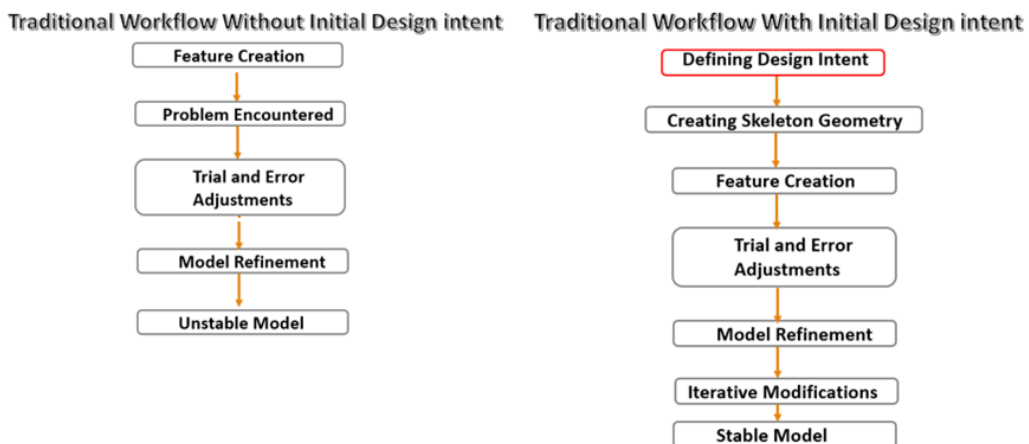 Traditional Workflow Without Initial Design intent
Feature Creation
Problem Encountered
Trial and Error
Adjustments
Model Refinement
Unstable Model
Traditional Workflow With Initial Design intent
Defining Design Intent
Creating Skeleton Geometry
Feature Creation
Trial and Error
Adjustments
Model Refinement
Iterative Modifications
Stable Model